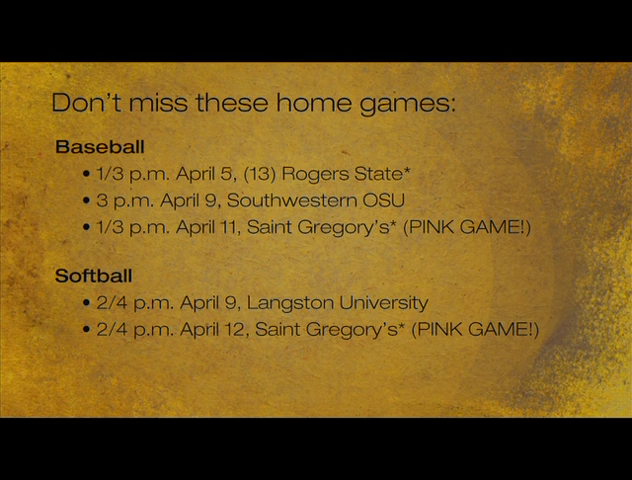 Don't miss these home games:
Baseball
• 1/3 p.m. April 5, (13) Rogers State*
• 3 p.m. April 9, Southwestern OSU
• 1/3 p.m. April 11, Saint Gregory's* (PINK GAME!)
Softball
• 2/4 p.m. April 9, Langston University
• 2/4 p.m. April 12, Saint Gregory's* (PINK GAME!)